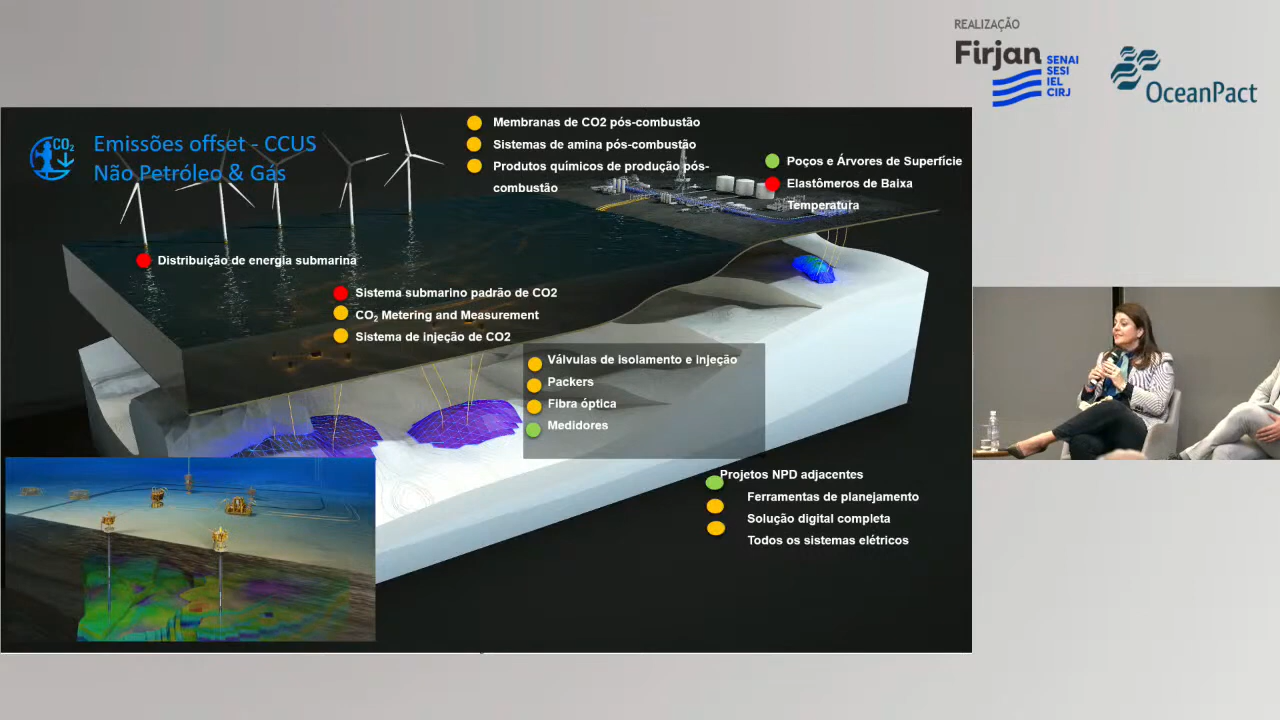 REALIZAÇÃO
Firjan SENAI
SESI
IEL
CIRJ
OceanPact
CO₂
Emissões offset - CCUS
Não Petróleo & Gás
Membranas de CO2 pós-combustão
Sistemas de amina pós-combustão
Produtos químicos de produção pós-
combustão
Poços e Árvores de Superfície
Elastômeros de Baixa
Temperatura
Distribuição de energia submarina
Sistema submarino padrão de CO2
CO₂ Metering and Measurement
Sistema de injeção de CO2
Válvulas de isolamento e injeção
Packers
Fibra óptica
Medidores
Projetos NPD adjacentes
Ferramentas de planejamento
Solução digital completa
Todos os sistemas elétricos